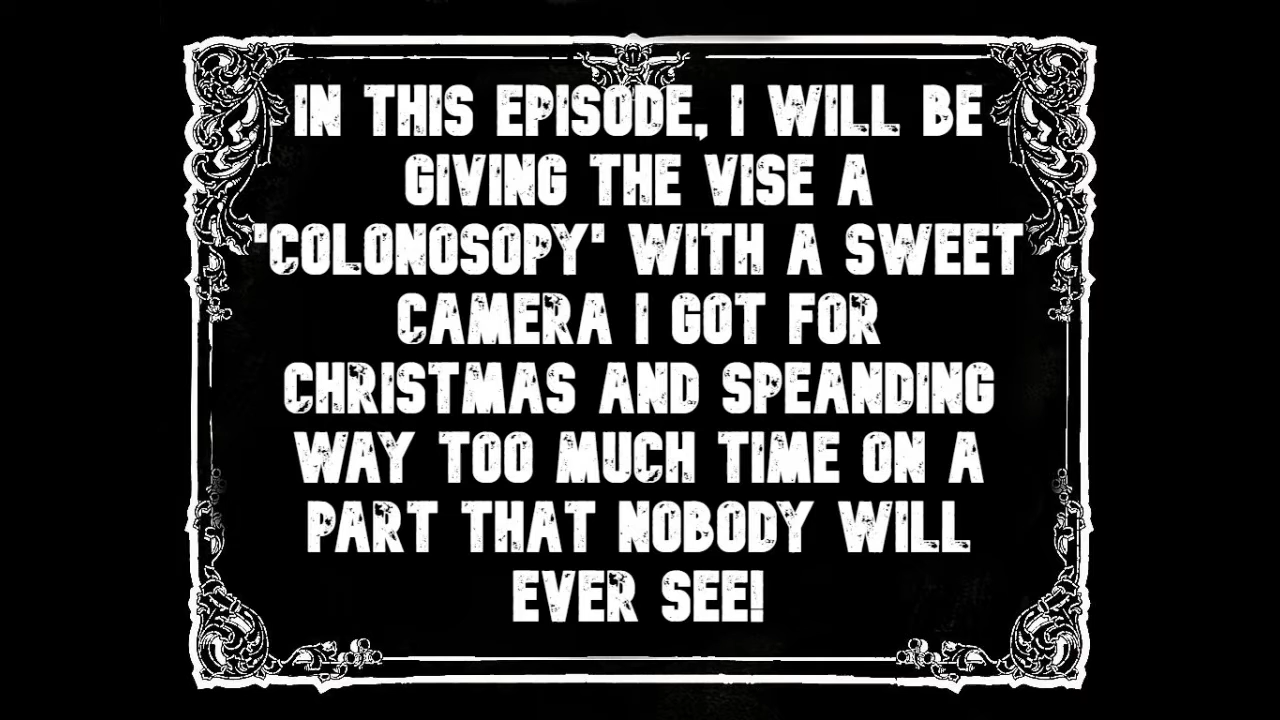 IN THIS EPISODE, I WILL BE
GIVING THE VISE A
"COLONOSOPY" WITH A SWEET
CAMERA I GOT FOR
CHRISTMAS AND SPEANDING
WAY TOO MUCH TIME ON A
PART THAT NOBODY WILL
EVER SEE!